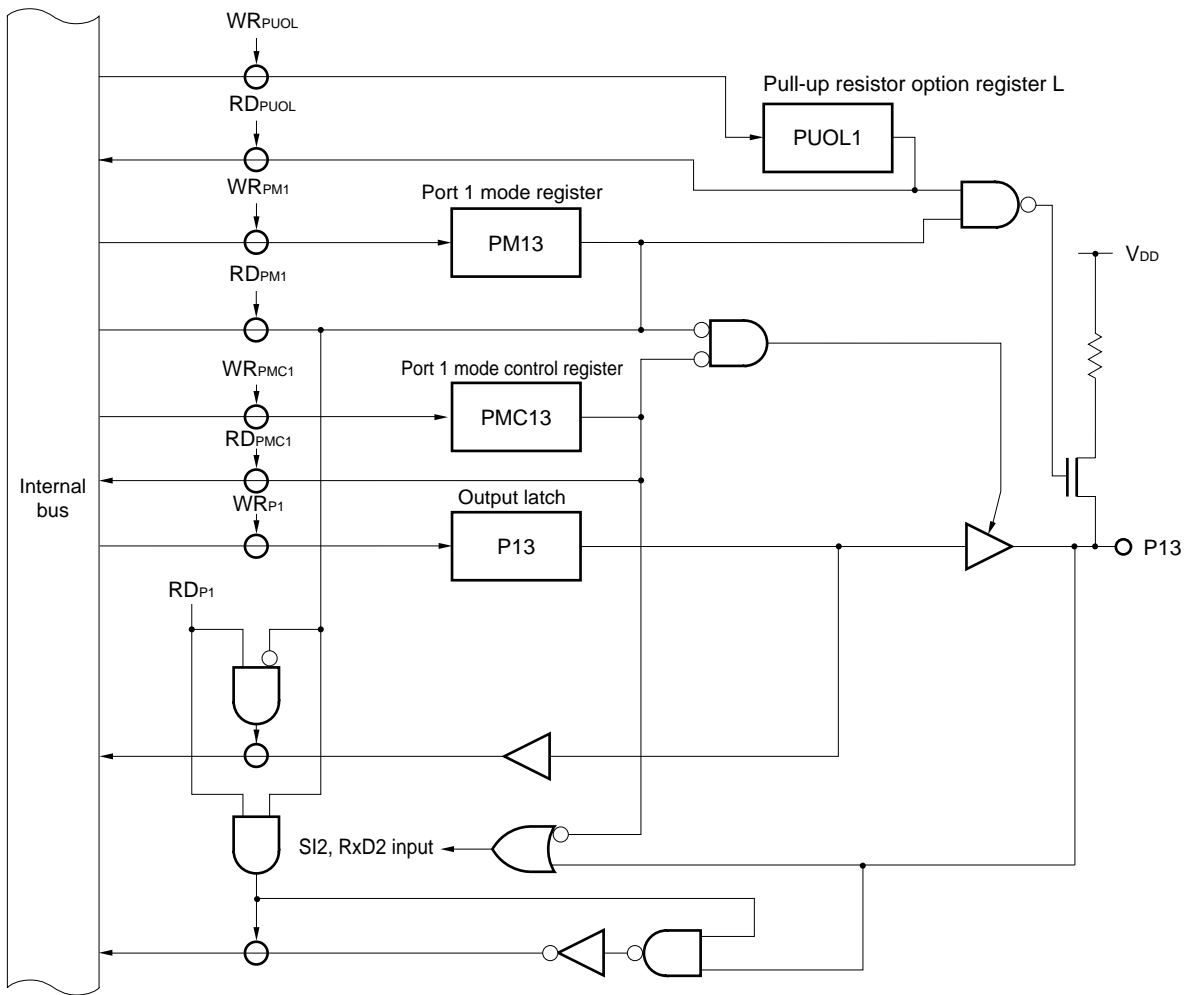 WRPUOL
Pull-up resistor option register L
RDPUOL
PUOL1
WRPM1
Port 1 mode register
PM13
VDD
RDPM1
WRPMC1
Port 1 mode control register
PMC13
RDPMC1
Internal
bus
WRP1
Output latch
P13
P13
RDP1
SI2, RxD2 input